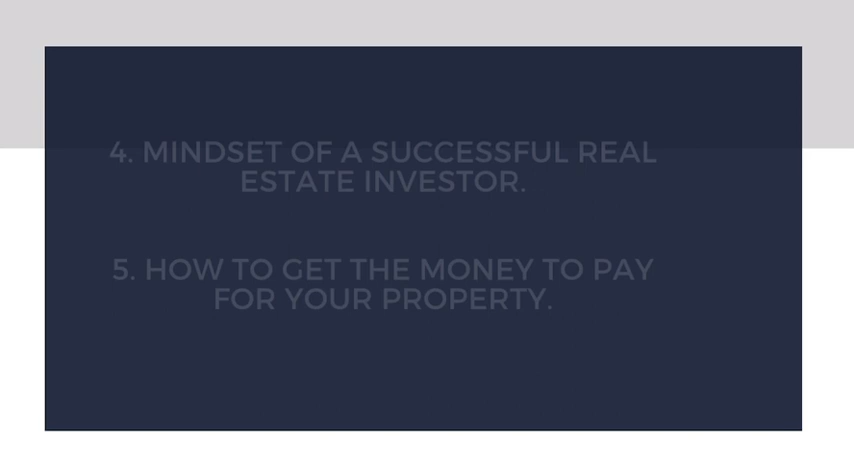 4. MINDSET OF A SUCCESSFUL REAL
ESTATE INVESTOR.
5. HOW TO GET THE MONEY TO PAY
FOR YOUR PROPERTY.